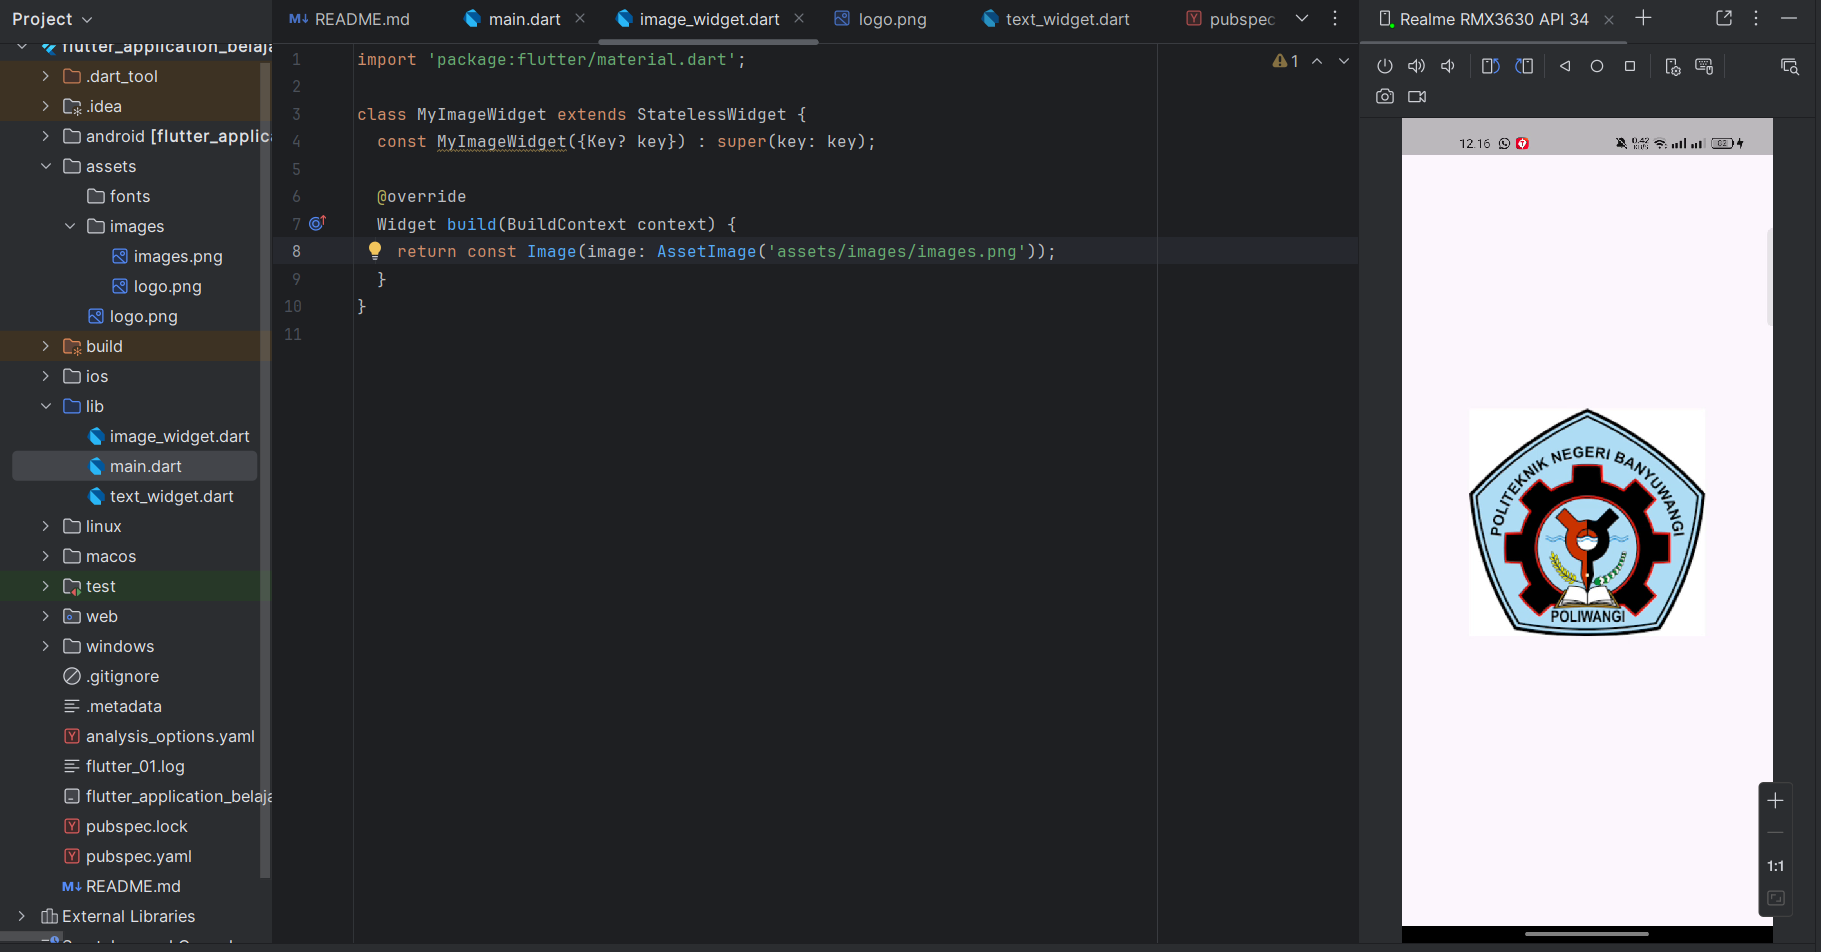 Project
README.md
main.dart
image_widget.dart
logo.png
text_widget.dart
pubspec
Realme RMX3630 API 34
flutter_application_belaja
.dart_tool
.idea
android [flutter_applica
assets
fonts
images
images.png
logo.png
logo.png
build
ios
lib
image_widget.dart
main.dart
text_widget.dart
linux
macos
test
web
windows
.gitignore
.metadata
analysis_options.yaml
flutter_01.log
flutter_application_belaja
pubspec.lock
pubspec.yaml
README.md
External Libraries
1 import 'package:flutter/material.dart';
2
3 class MyImageWidget extends StatelessWidget {
4 const MyImageWidget({Key? key}) : super(key: key);
5
6 @override
7 Widget build(BuildContext context) {
8 return const Image(image: AssetImage('assets/images/images.png'));
9 }
10 }
11
1
12.16
0.42
POLITEKNIK NEGERI BANYUWANGI
POLIWANGI
1:1